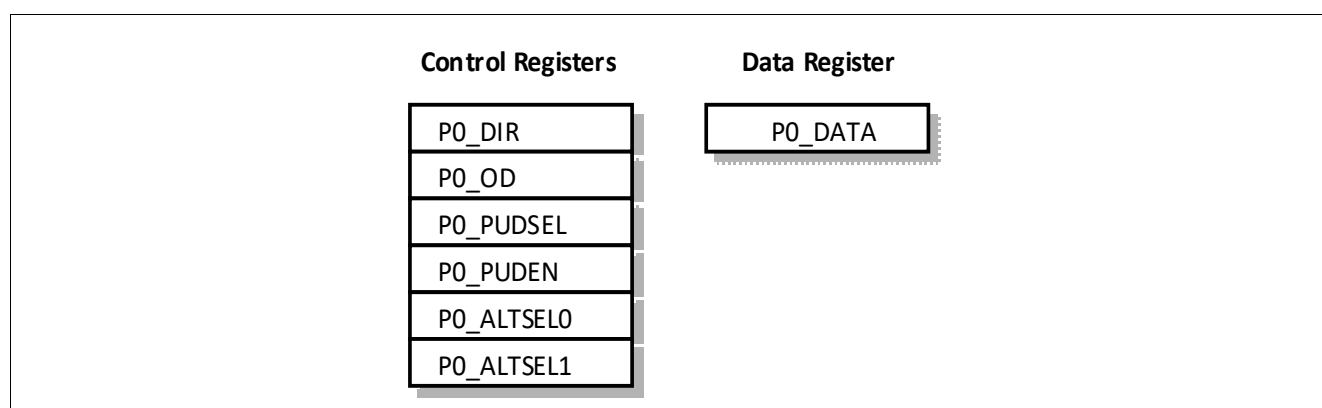 Control Registers
P0_DIR
P0_OD
P0_PUDSEL
P0_PUDEN
P0_ALTSEL0
P0_ALTSEL1
Data Register
P0_DATA